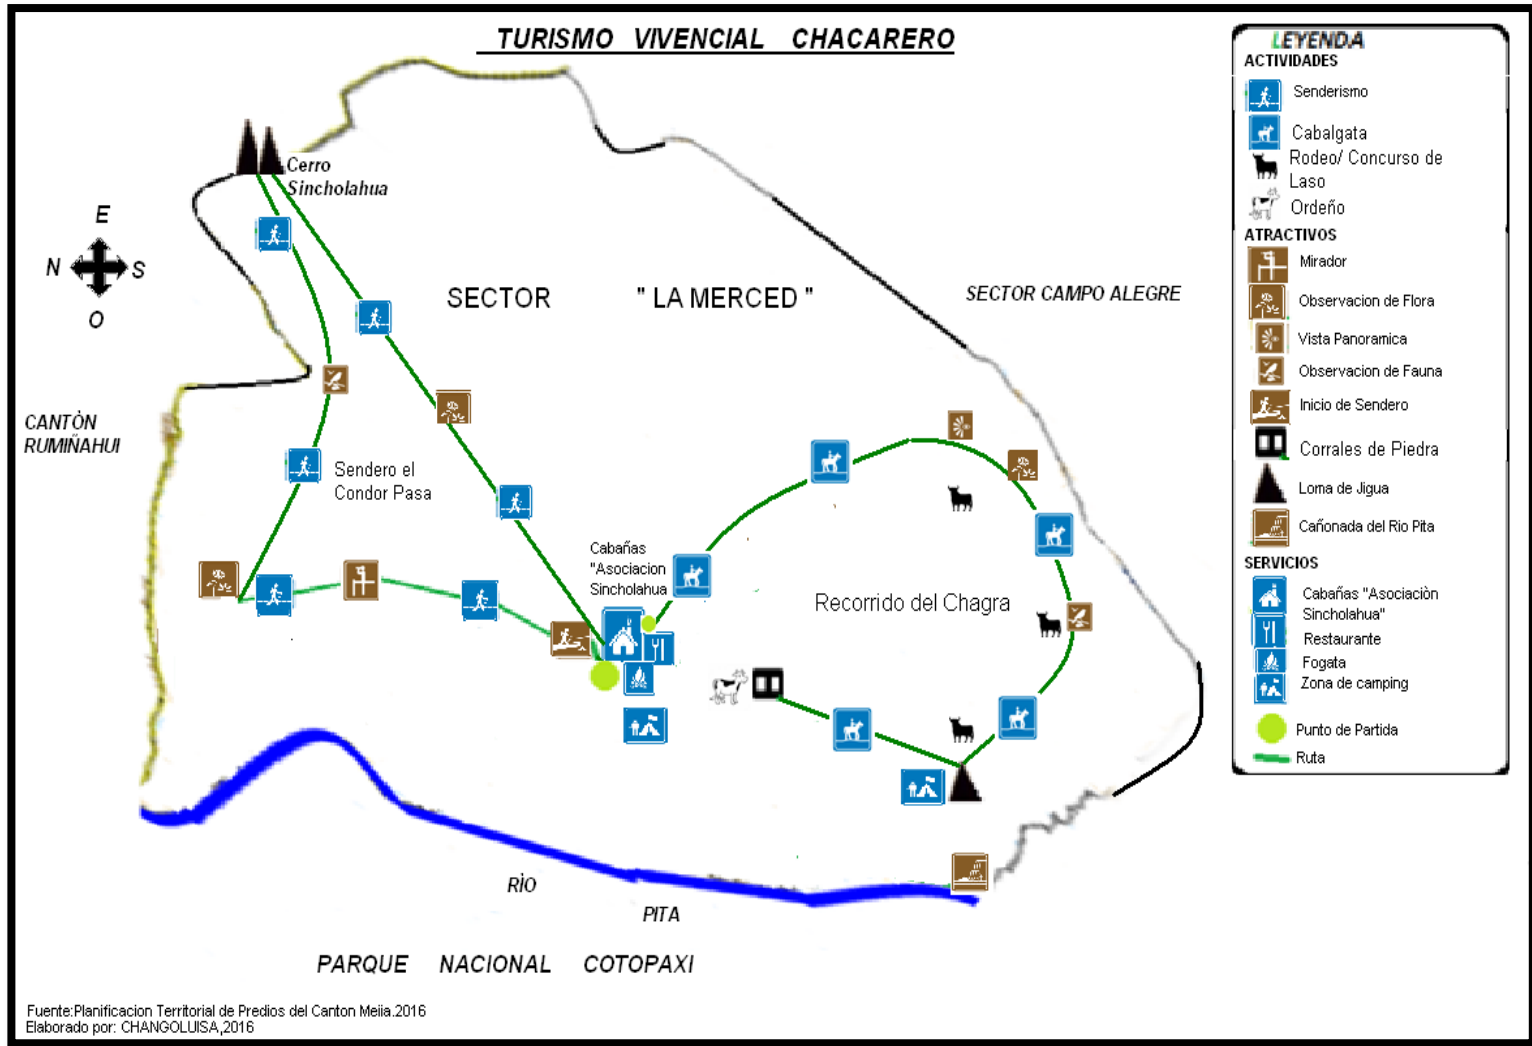 TURISMO VIVENCIAL CHACARERO
Cerro
Sincholahua
E
N
S
O
SECTOR " LA MERCED "
SECTOR CAMPO ALEGRE
CANTÒN
RUMIÑAHUI
Sendero el
Condor Pasa
Cabañas
"Asociacion
Sincholahua
Recorrido del Chagra
RÌO
PITA
PARQUE NACIONAL COTOPAXI
Fuente:Planificacion Territorial de Predios del Canton Mejia.2016
Elaborado por: CHANGOLUISA,2016
LEYENDA
ACTIVIDADES
Senderismo
Cabalgata
Rodeo/ Concurso de
Laso
Ordeño
ATRACTIVOS
Mirador
Observacion de Flora
Vista Panoramica
Observacion de Fauna
Inicio de Sendero
Corrales de Piedra
Loma de Jigua
Cañonada del Rio Pita
SERVICIOS
Cabañas "Asociaciòn
Sincholahua"
Restaurante
Fogata
Zona de camping
Punto de Partida
Ruta